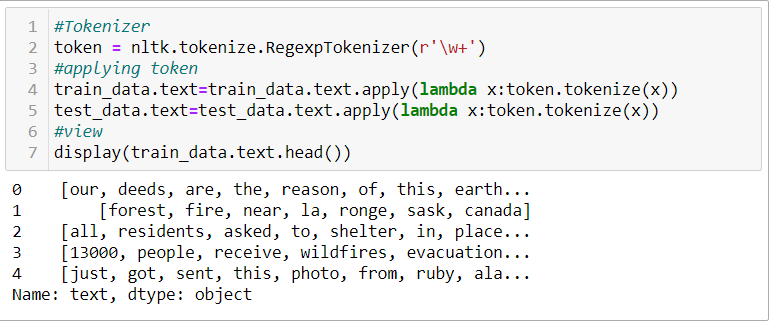 1 #Tokenizer
2 token = nltk.tokenize.RegexpTokenizer(r'\w+')
3 #applying token
4 train_data.text=train_data.text.apply(lambda x:token.tokenize(x))
5 test_data.text=test_data.text.apply(lambda x:token.tokenize(x))
6 #view
7 display(train_data.text.head())
0    [our, deeds, are, the, reason, of, this, earth...
1        [forest, fire, near, la, ronge, sask, canada]
2    [all, residents, asked, to, shelter, in, place...
3    [13000, people, receive, wildfires, evacuation...
4    [just, got, sent, this, photo, from, ruby, ala...
Name: text, dtype: object